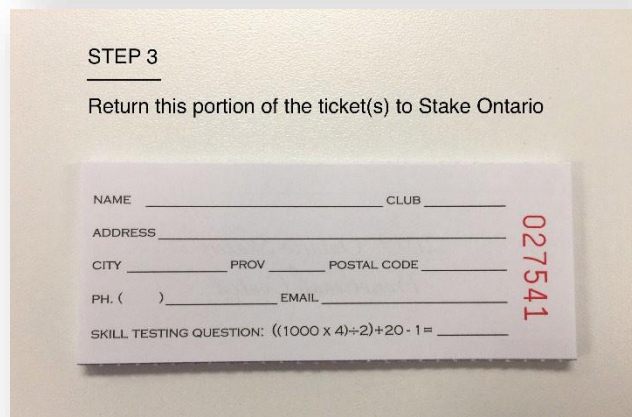 STEP 3
Return this portion of the ticket(s) to Stake Ontario
NAME CLUB
ADDRESS
CITY PROV POSTAL CODE
PH. ( ) EMAIL
SKILL TESTING QUESTION: ((1000 x 4)÷2)+20 - 1=
027541